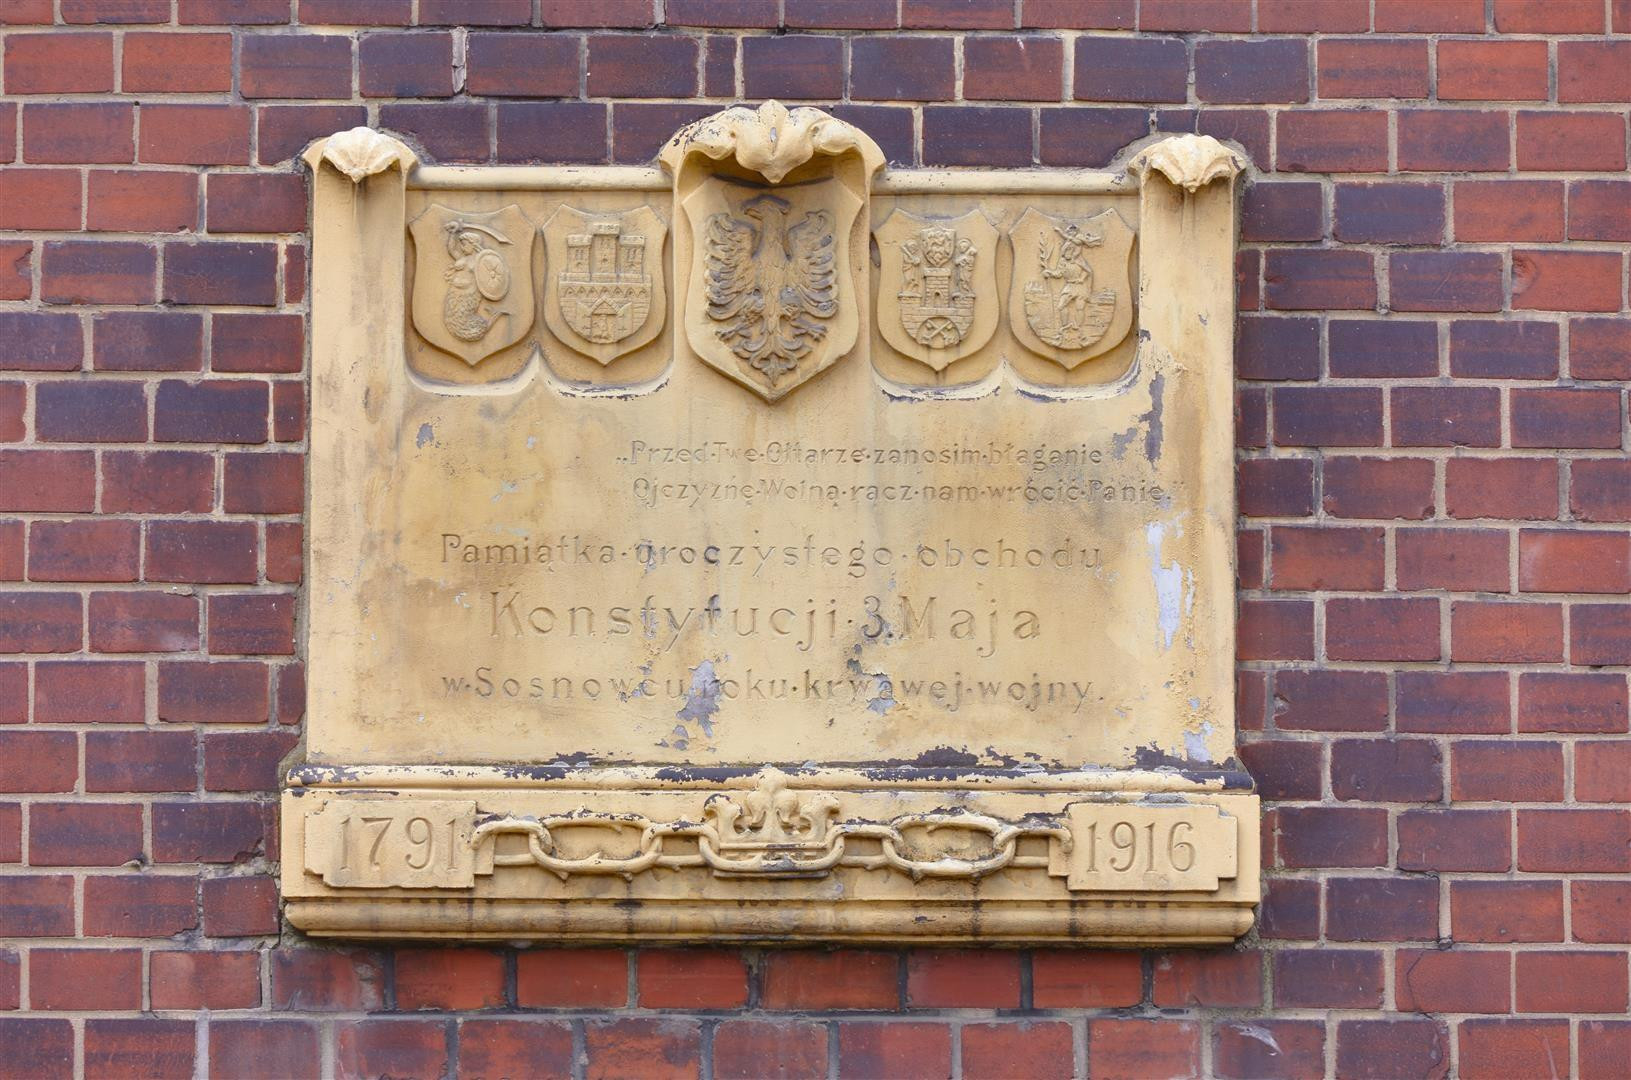 „Przed·Twe·Ołtarze·zanosim·błaganie
Ojczyznę·Wolną·racz·nam·wrócić·Panie."
Pamiątka·uroczystego·obchodu
Konstytucji·3.Maja
w·Sosnowcu·roku·krwawej·wojny.
1791 1916